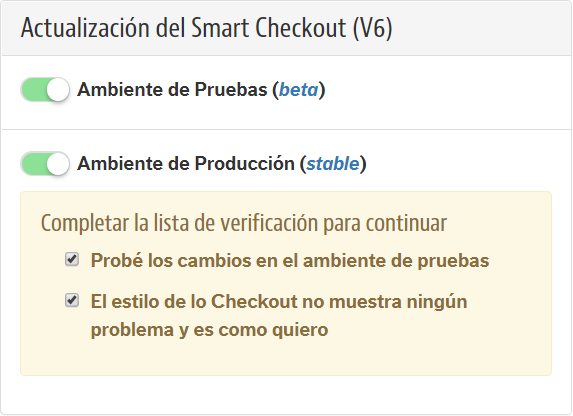 Actualización del Smart Checkout (V6)
Ambiente de Pruebas (beta)
Ambiente de Producción (stable)
Completar la lista de verificación para continuar
Probé los cambios en el ambiente de pruebas
El estilo de lo Checkout no muestra ningún
problema y es como quiero